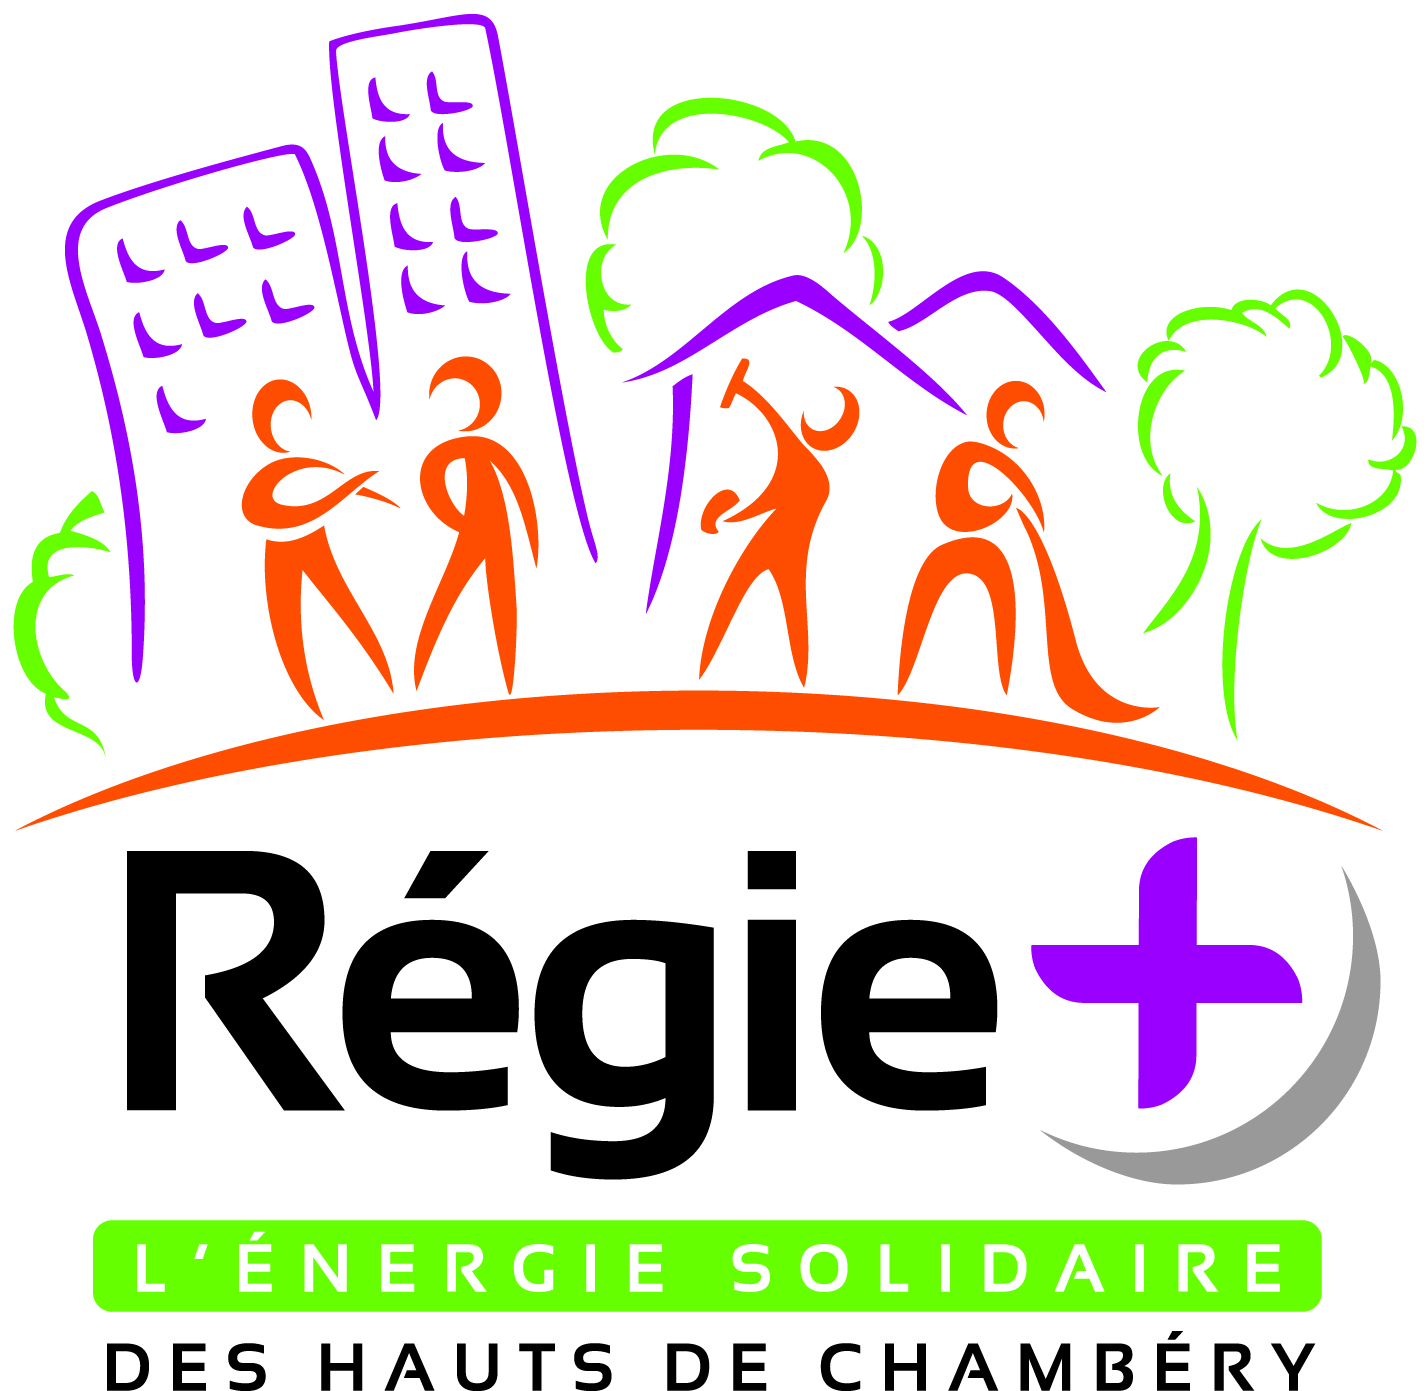 Régie+
L'ÉNERGIE SOLIDAIRE
DES HAUTS DE CHAMBÉRY